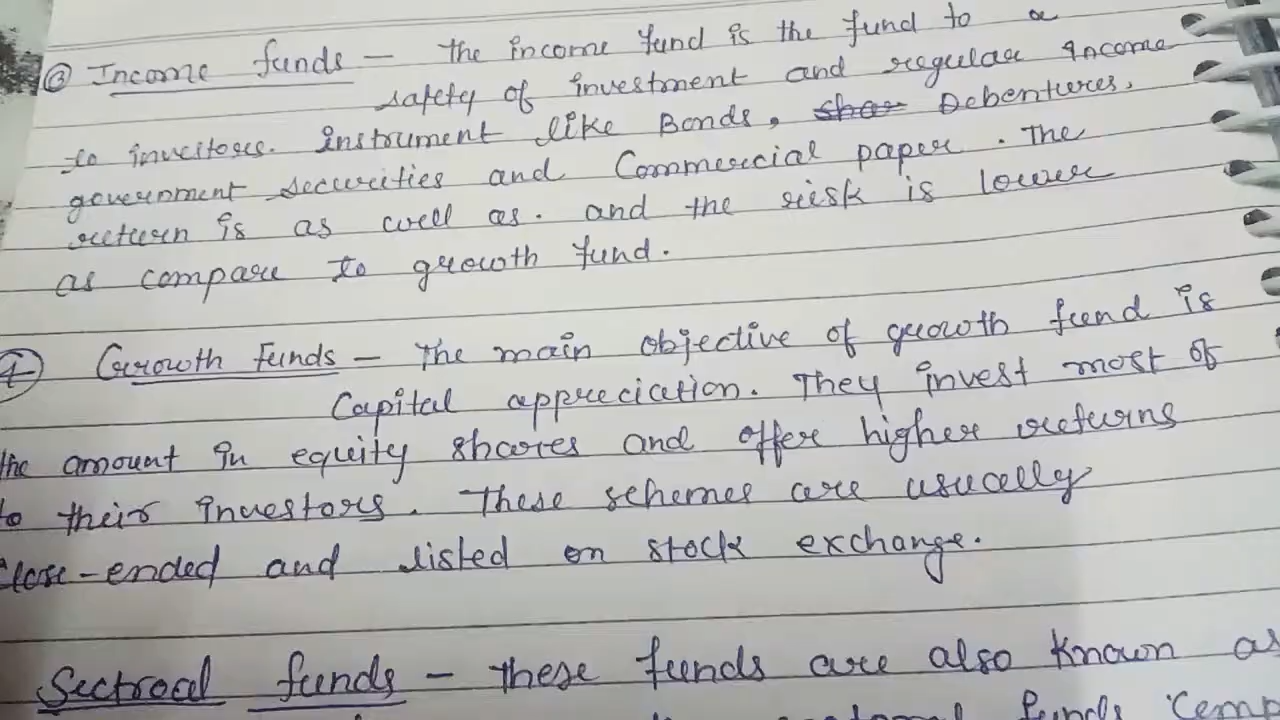 ③ Income funds – the income fund is the fund to a
safety of investment and regular Income
to investores. Instrument like Bonds, shar Debentures,
government securities and Commercial paper. The
return is as well as. and the risk is lower
as compare to growth fund.
Growth Funds – The main objective of growth fund is
Capital appreciation. They invest most of
the amount in equity shares and offer higher returns
to their investors. These schemes are usually
close-ended and listed on stock exchange.
Sectroal funds – these funds are also known as
funds